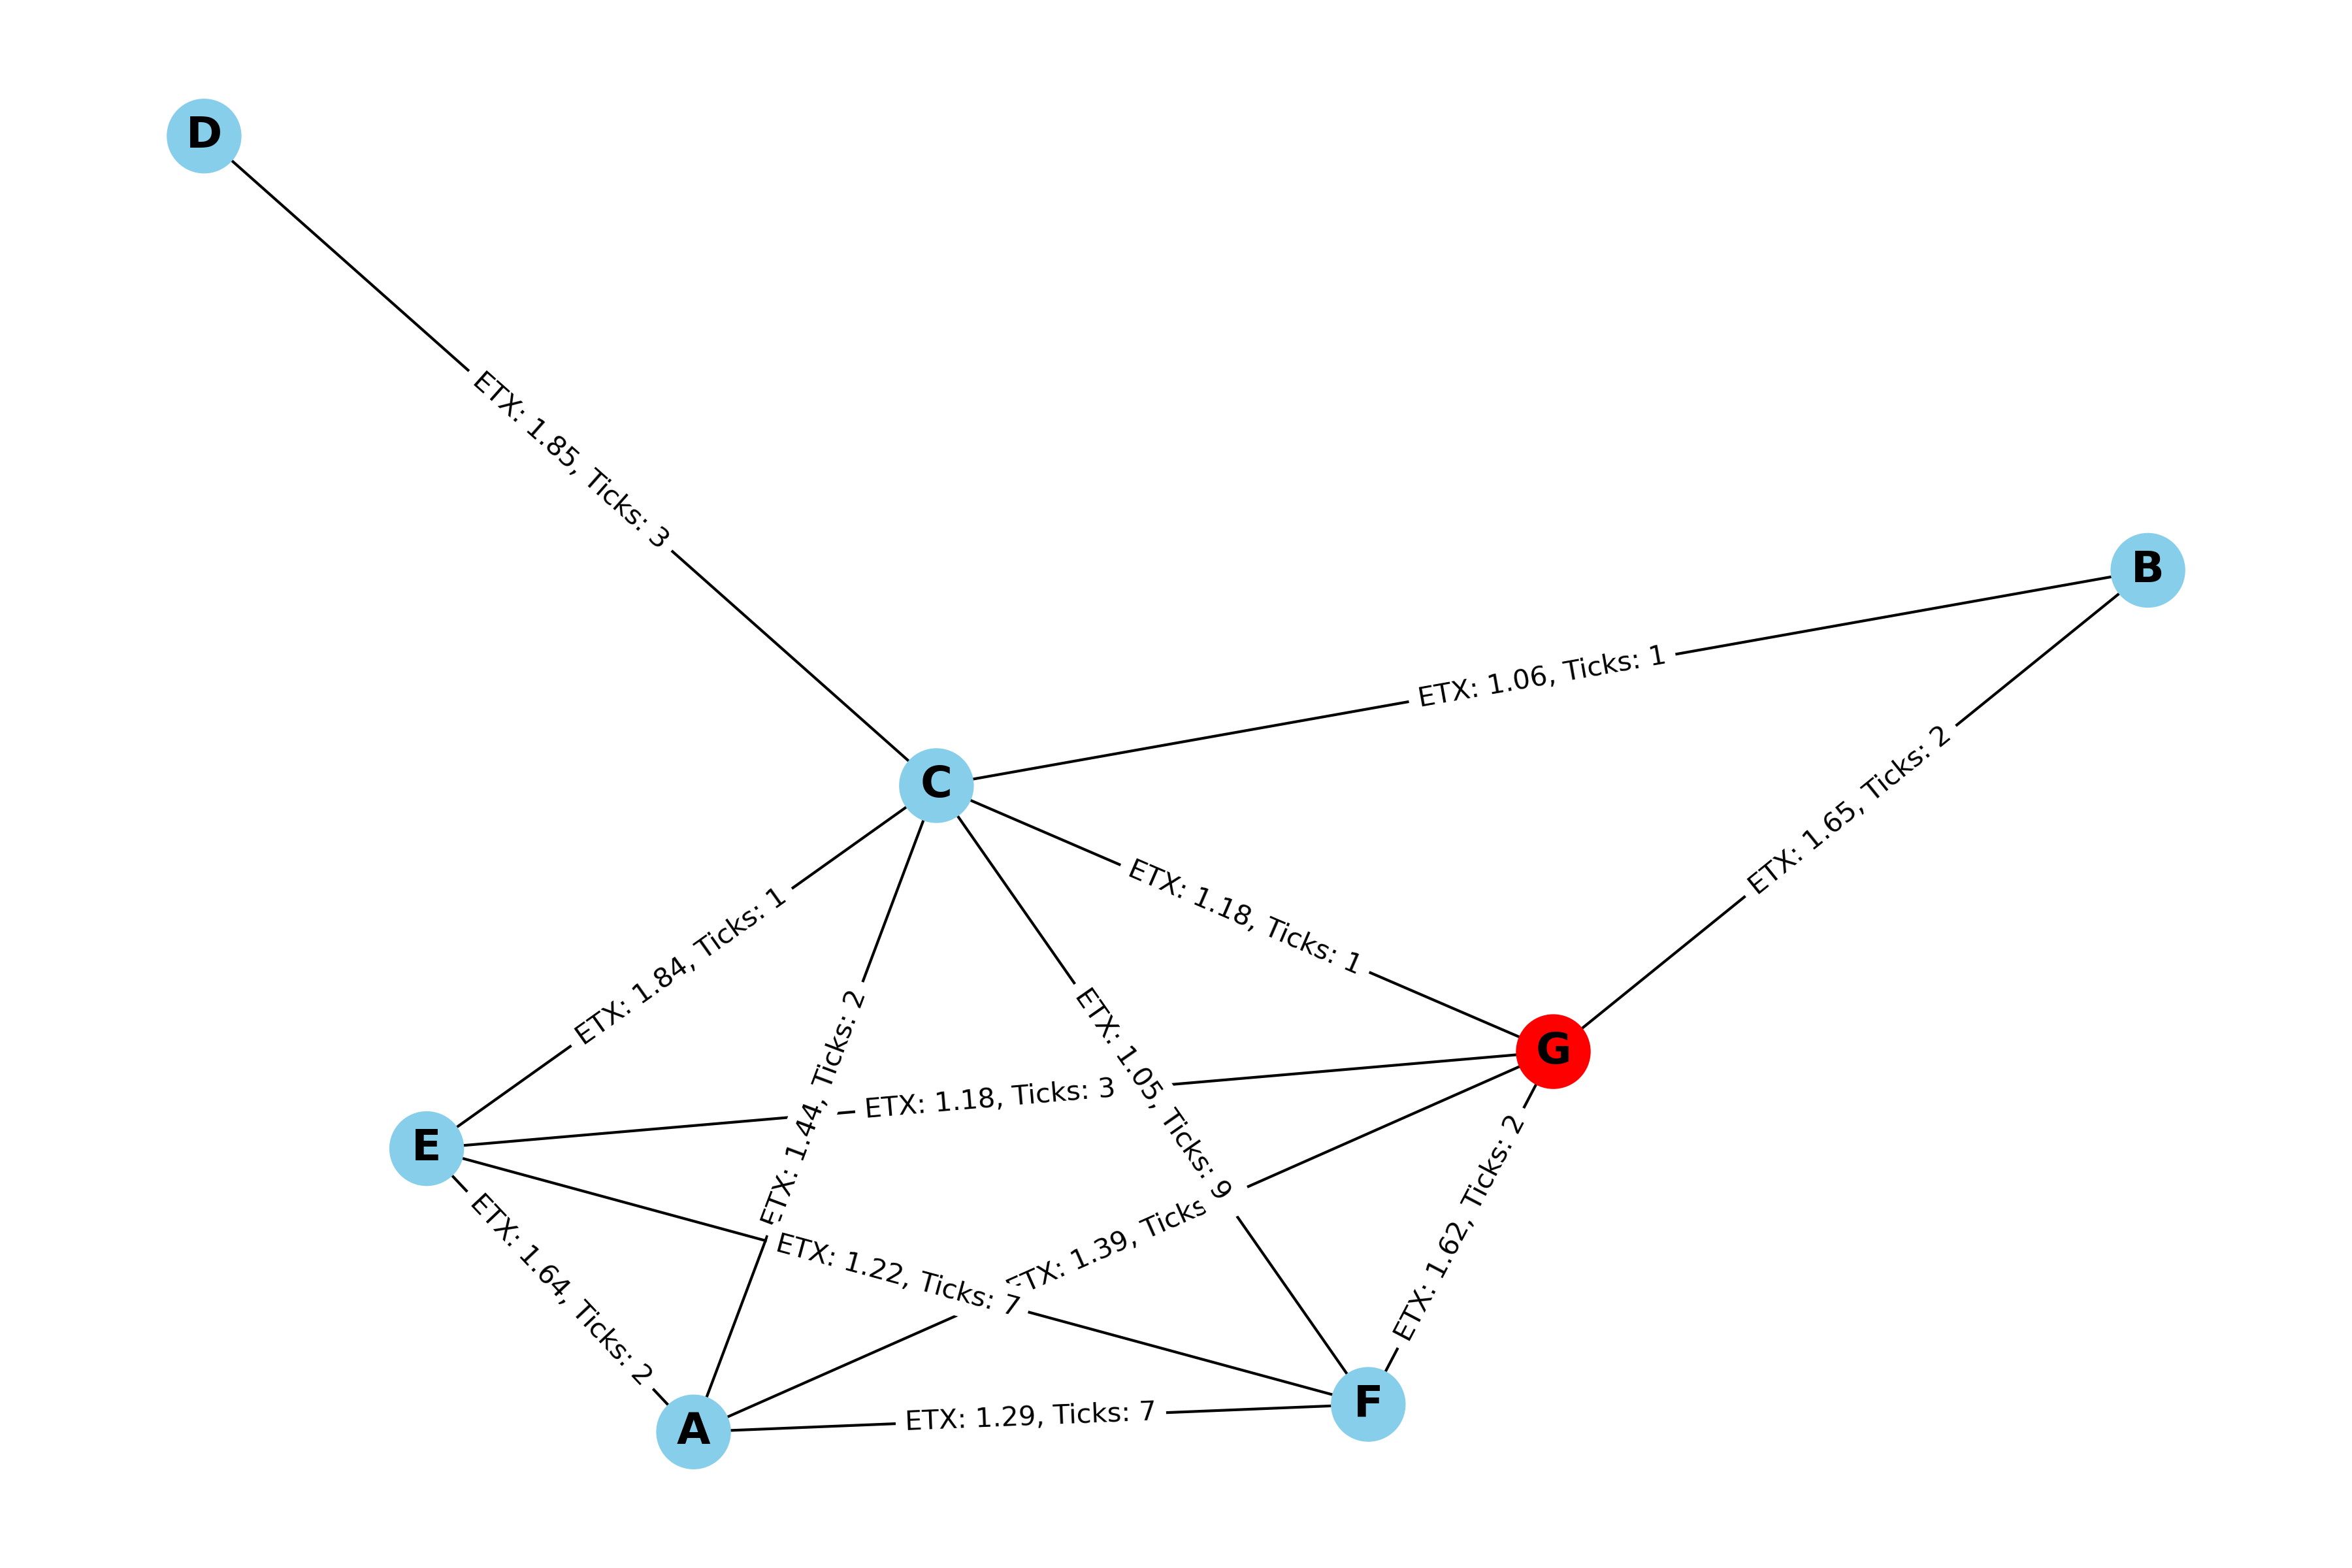 D
ETX: 1.85, Ticks: 3
B
ETX: 1.06, Ticks: 1
ETX: 1.65, Ticks: 2
C
ETX: 1.18, Ticks: 1
ETX: 1.84, Ticks: 1
ETX: 1.44, Ticks: 2
ETX: 1.05, Ticks: 9
G
ETX: 1.18, Ticks: 3
E
ETX: 1.62, Ticks: 2
ETX: 1.39, Ticks
ETX: 1.22, Ticks: 7
ETX: 1.64, Ticks: 2
F
ETX: 1.29, Ticks: 7
A